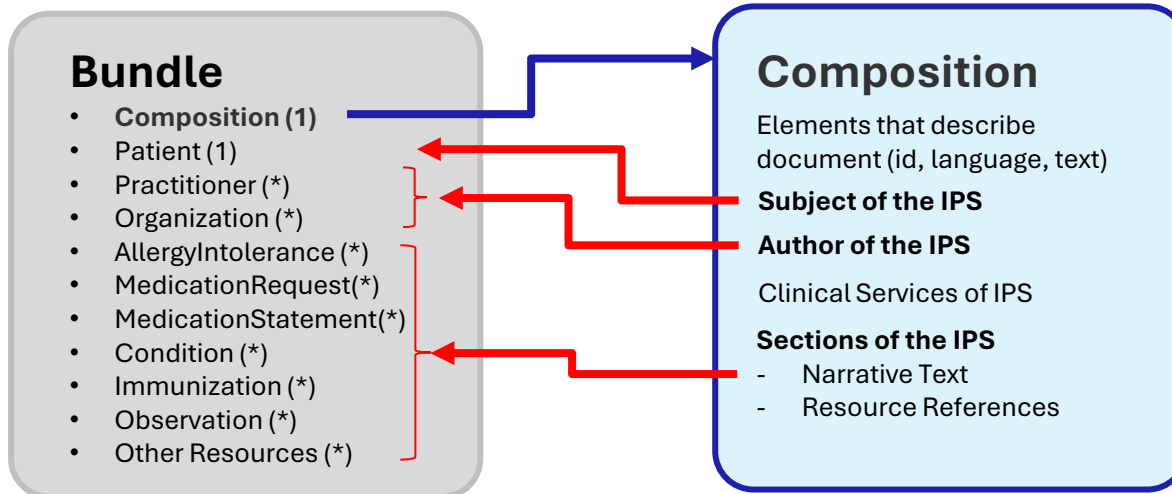 Bundle
• Composition (1)
• Patient (1)
• Practitioner (*)
• Organization (*)
• AllergyIntolerance (*)
• MedicationRequest(*)
• MedicationStatement(*)
• Condition (*)
• Immunization (*)
• Observation (*)
• Other Resources (*)
Composition
Elements that describe
document (id, language, text)
Subject of the IPS
Author of the IPS
Clinical Services of IPS
Sections of the IPS
- Narrative Text
- Resource References